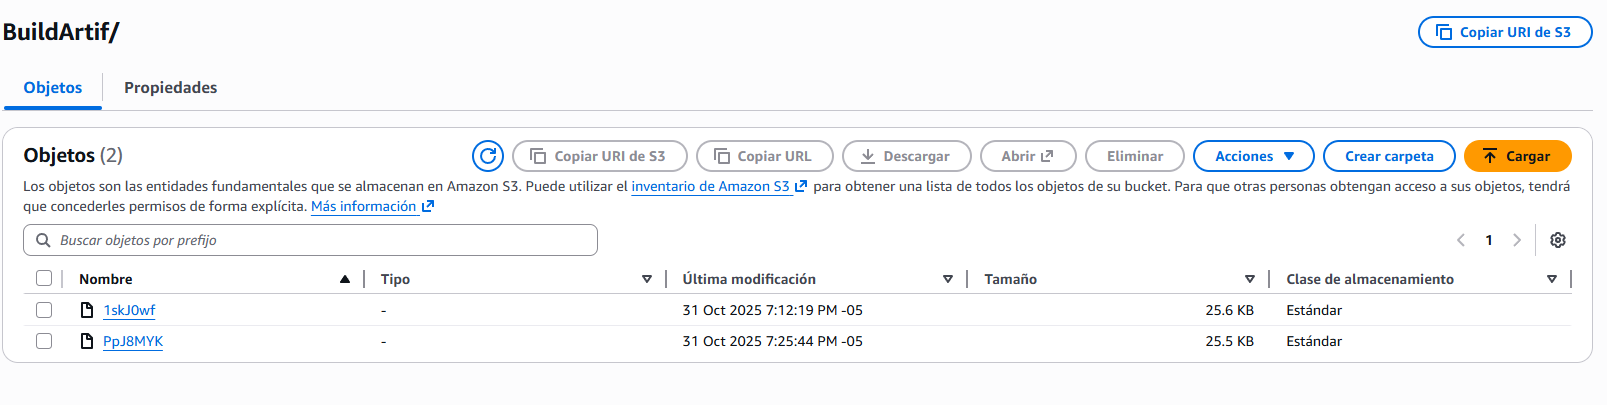 BuildArtif/
Copiar URI de S3
Objetos
Propiedades
Objetos (2)
Copiar URI de S3
Copiar URL
Descargar
Abrir
Eliminar
Acciones
Crear carpeta
Cargar
Los objetos son las entidades fundamentales que se almacenan en Amazon S3. Puede utilizar el inventario de Amazon S3 para obtener una lista de todos los objetos de su bucket. Para que otras personas obtengan acceso a sus objetos, tendrá
que concederles permisos de forma explícita. Más información
Buscar objetos por prefijo
1
Nombre Tipo Última modificación Tamaño Clase de almacenamiento
1skJ0wf - 31 Oct 2025 7:12:19 PM -05 25.6 KB Estándar
PpJ8MYK - 31 Oct 2025 7:25:44 PM -05 25.5 KB Estándar